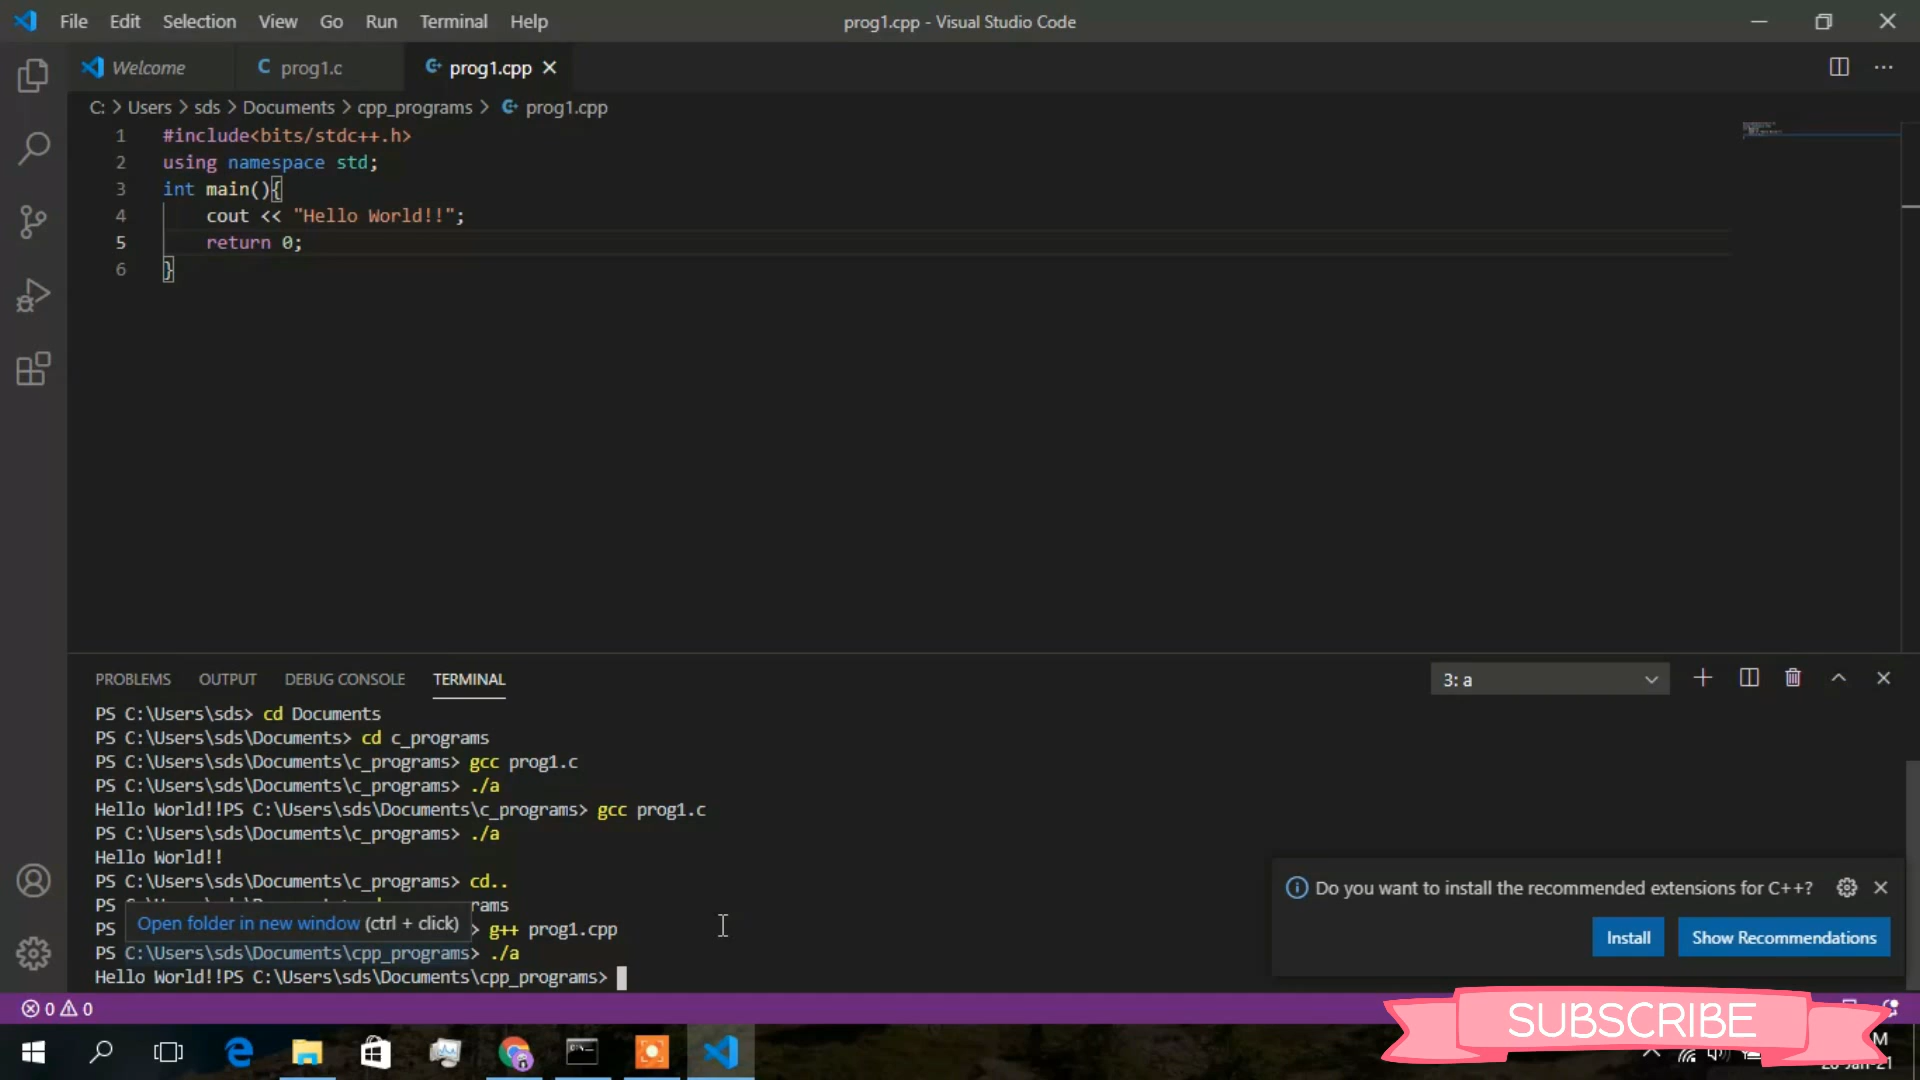 File Edit Selection View Go Run Terminal Help
prog1.cpp - Visual Studio Code
Welcome
C prog1.c
prog1.cpp
C: > Users > sds > Documents > cpp_programs > prog1.cpp
1 #include<bits/stdc++.h>
2 using namespace std;
3 int main(){
4 cout << "Hello World!!";
5 return 0;
6 }
PROBLEMS OUTPUT DEBUG CONSOLE TERMINAL
3: a
PS C:\Users\sds> cd Documents
PS C:\Users\sds\Documents> cd c_programs
PS C:\Users\sds\Documents\c_programs> gcc prog1.c
PS C:\Users\sds\Documents\c_programs> ./a
Hello World!!PS C:\Users\sds\Documents\c_programs> gcc prog1.c
PS C:\Users\sds\Documents\c_programs> ./a
Hello World!!
PS C:\Users\sds\Documents\c_programs> cd..
PS rams
Open folder in new window (ctrl + click)
PS > g++ prog1.cpp
PS C:\Users\sds\Documents\cpp_programs> ./a
Hello World!!PS C:\Users\sds\Documents\cpp_programs>
Do you want to install the recommended extensions for C++?
Install
Show Recommendations
0 0
SUBSCRIBE
M